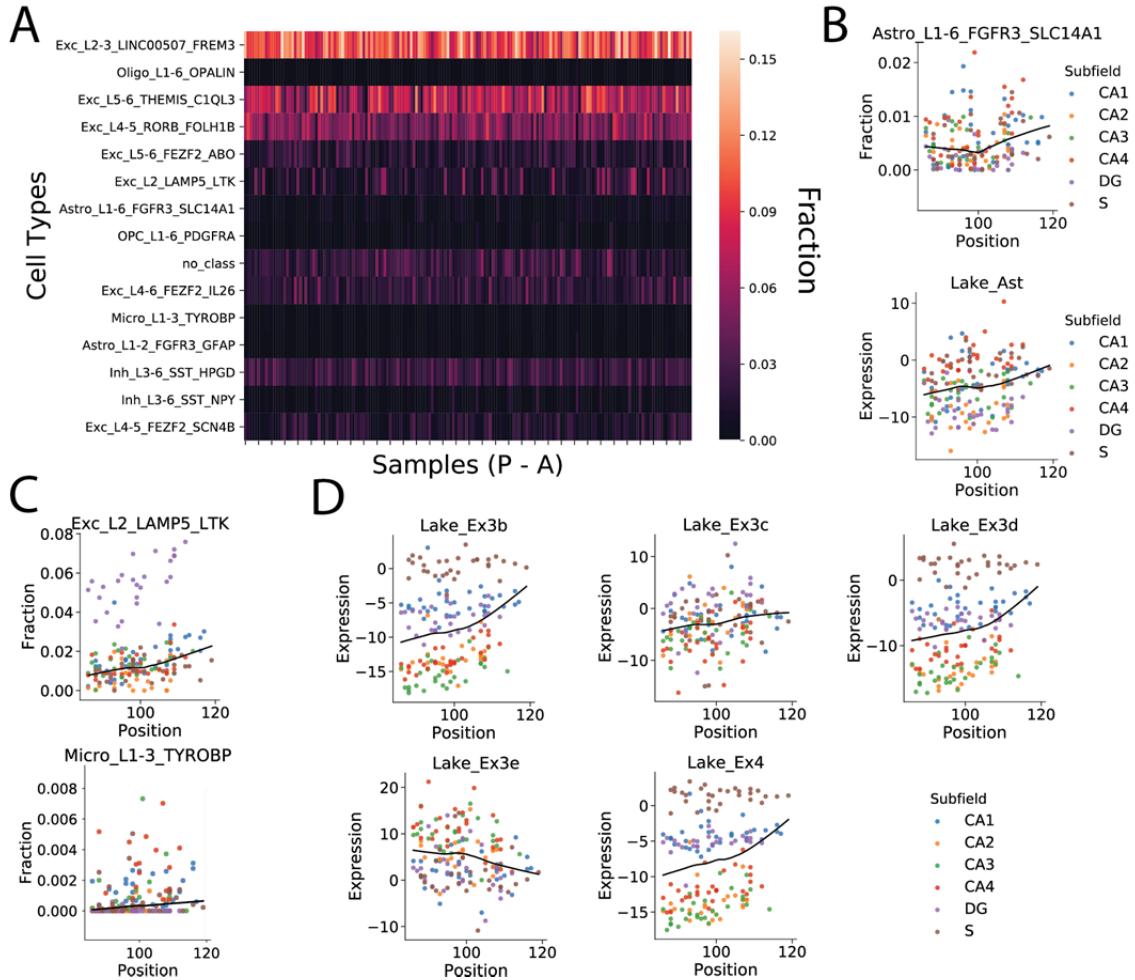 A
Exc_L2-3_LINC00507_FREM3
Oligo_L1-6_OPALIN
Exc_L5-6_THEMIS_C1QL3
Exc_L4-5_RORB_FOLH1B
Exc_L5-6_FEZF2_ABO
Exc_L2_LAMP5_LTK
Astro_L1-6_FGFR3_SLC14A1
OPC_L1-6_PDGFRA
no_class
Exc_L4-6_FEZF2_IL26
Micro_L1-3_TYROBP
Astro_L1-2_FGFR3_GFAP
Inh_L3-6_SST_HPGD
Inh_L3-6_SST_NPY
Exc_L4-5_FEZF2_SCN4B
Cell Types
Samples (P - A)
0.15
0.12
0.09
0.06
0.03
0.00
Fraction
B
Astro_L1-6_FGFR3_SLC14A1
0.02
0.01
0.00
Fraction
100
120
Position
Subfield
CA1
CA2
CA3
CA4
DG
S
Lake_Ast
10
0
−10
Expression
100
120
Position
Subfield
CA1
CA2
CA3
CA4
DG
S
C
Exc_L2_LAMP5_LTK
0.08
0.06
0.04
0.02
0.00
Fraction
100
120
Position
Micro_L1-3_TYROBP
0.008
0.006
0.004
0.002
0.000
Fraction
100
120
Position
D
Lake_Ex3b
0
−5
−10
−15
Expression
100
120
Position
Lake_Ex3c
10
0
−10
Expression
100
120
Position
Lake_Ex3d
0
−10
Expression
100
120
Position
Lake_Ex3e
20
10
0
−10
Expression
100
120
Position
Lake_Ex4
0
−5
−10
−15
Expression
100
120
Position
Subfield
CA1
CA2
CA3
CA4
DG
S